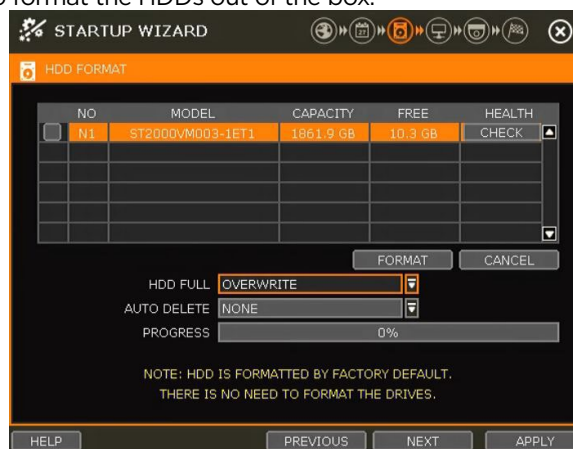 format the HDDs out of the box.
STARTUP WIZARD
HDD FORMAT
NO MODEL CAPACITY FREE HEALTH
N1 ST2000VM003-1ET1 1861.9 GB 10.3 GB CHECK
FORMAT CANCEL
HDD FULL OVERWRITE
AUTO DELETE NONE
PROGRESS 0%
NOTE: HDD IS FORMATTED BY FACTORY DEFAULT.
THERE IS NO NEED TO FORMAT THE DRIVES.
HELP PREVIOUS NEXT APPLY